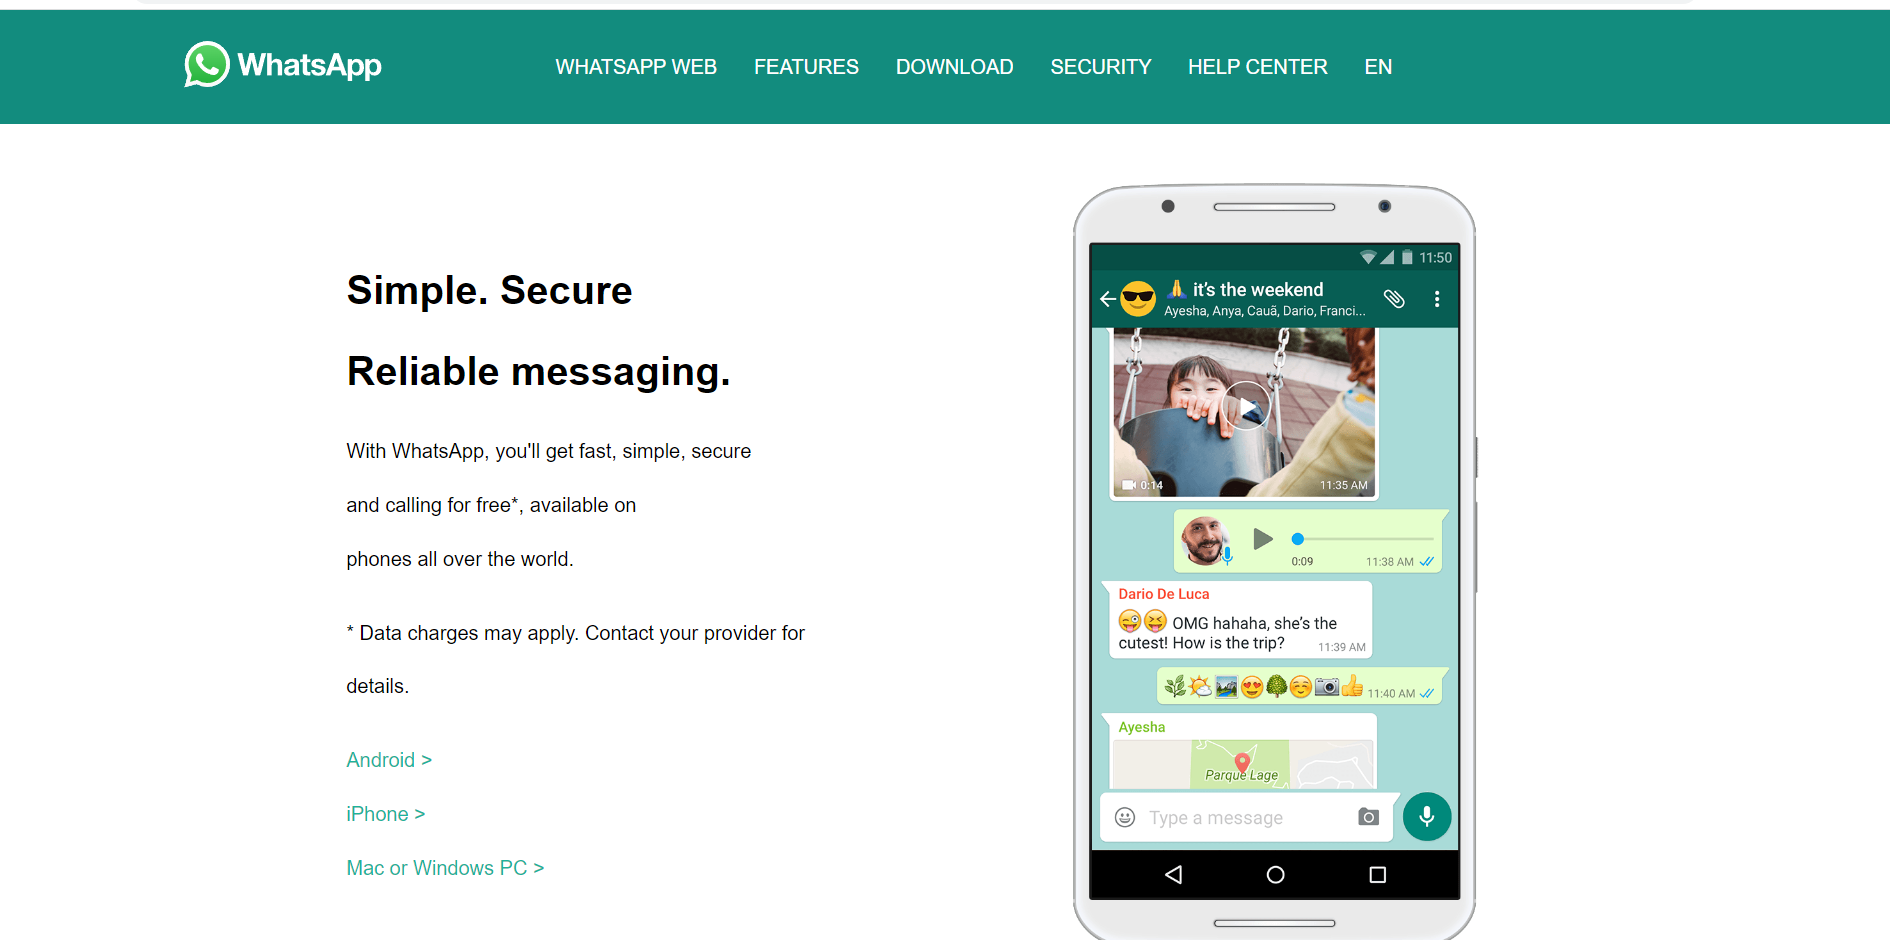 WhatsApp
WHATSAPP WEB FEATURES DOWNLOAD SECURITY HELP CENTER EN
Simple. Secure
Reliable messaging.
With WhatsApp, you'll get fast, simple, secure
and calling for free*, available on
phones all over the world.
* Data charges may apply. Contact your provider for
details.
Android >
iPhone >
Mac or Windows PC >
11:50
🙏 it's the weekend
Ayesha, Anya, Cauã, Dario, Franci...
0:14 11:35 AM
0:09 11:38 AM
Dario De Luca
😜😝 OMG hahaha, she's the
cutest! How is the trip?
11:39 AM
🌿🌤🏞😍🌳☺📷👍 11:40 AM
Ayesha
Parque Lage
Type a message